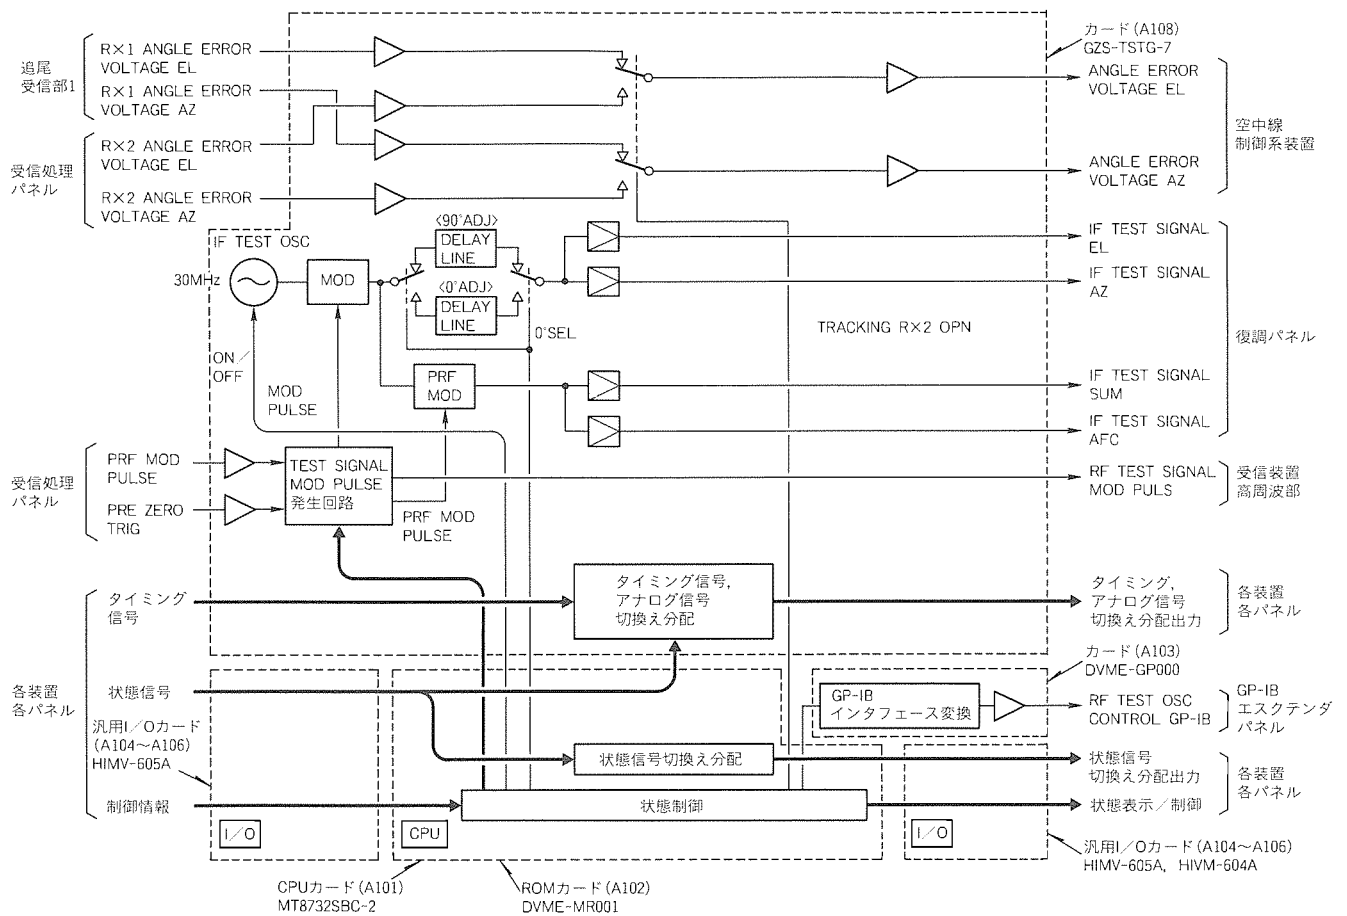 追尾
受信部1
R×1 ANGLE ERROR
VOLTAGE EL
R×1 ANGLE ERROR
VOLTAGE AZ
受信処理
パネル
R×2 ANGLE ERROR
VOLTAGE EL
R×2 ANGLE ERROR
VOLTAGE AZ
カード(A108)
GZS-TSTG-7
ANGLE ERROR
VOLTAGE EL
ANGLE ERROR
VOLTAGE AZ
空中線
制御系装置
IF TEST OSC
30MHz
MOD
〈90°ADJ〉
DELAY
LINE
〈0°ADJ〉
DELAY
LINE
0°SEL
TRACKING R×2 OPN
IF TEST SIGNAL
EL
IF TEST SIGNAL
AZ
復調パネル
ON／
OFF
MOD
PULSE
PRF
MOD
IF TEST SIGNAL
SUM
IF TEST SIGNAL
AFC
受信処理
パネル
PRF MOD
PULSE
PRE ZERO
TRIG
TEST SIGNAL
MOD PULSE
発生回路
PRF MOD
PULSE
RF TEST SIGNAL
MOD PULS
受信装置
高周波部
タイミング
信号
タイミング信号,
アナログ信号
切換え分配
タイミング,
アナログ信号
切換え分配出力
各装置
各パネル
各装置
各パネル
状態信号
カード(A103)
DVME-GP000
GP-IB
インタフェース変換
RF TEST OSC
CONTROL GP-IB
GP-IB
エスクテンダ
パネル
汎用I／Oカード
(A104～A106)
HIMV-605A
状態信号切換え分配
状態信号
切換え分配出力
各装置
各パネル
制御情報
状態制御
状態表示／制御
I／O
CPU
I／O
汎用I／Oカード(A104～A106)
HIMV-605A, HIVM-604A
CPUカード(A101)
MT8732SBC-2
ROMカード(A102)
DVME-MR001